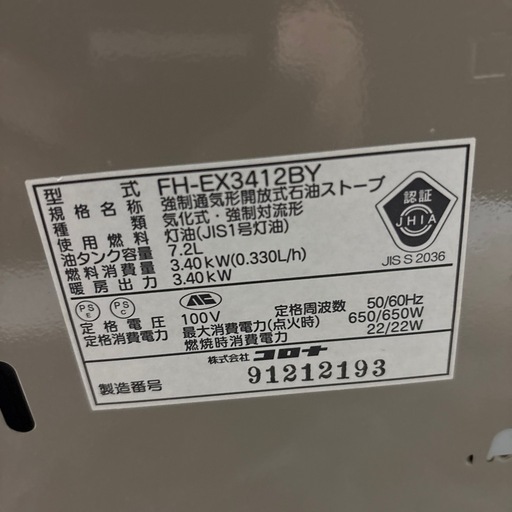 型式 FH-EX3412BY
規格名称 強制通気形開放式石油ストーブ
種類 気化式・強制対流形
使用燃料 灯油(JIS1号灯油)
油タンク容量 7.2L
燃料消費量 3.40kW(0.330L/h)
暖房出力 3.40kW
認証
JHIA
JIS S 2036
PS E PS C
定格電圧 100V 定格周波数 50/60Hz
定格消費電力 最大消費電力(点火時) 650/650W
燃焼時消費電力 22/22W
株式会社 コロナ
製造番号 91212193